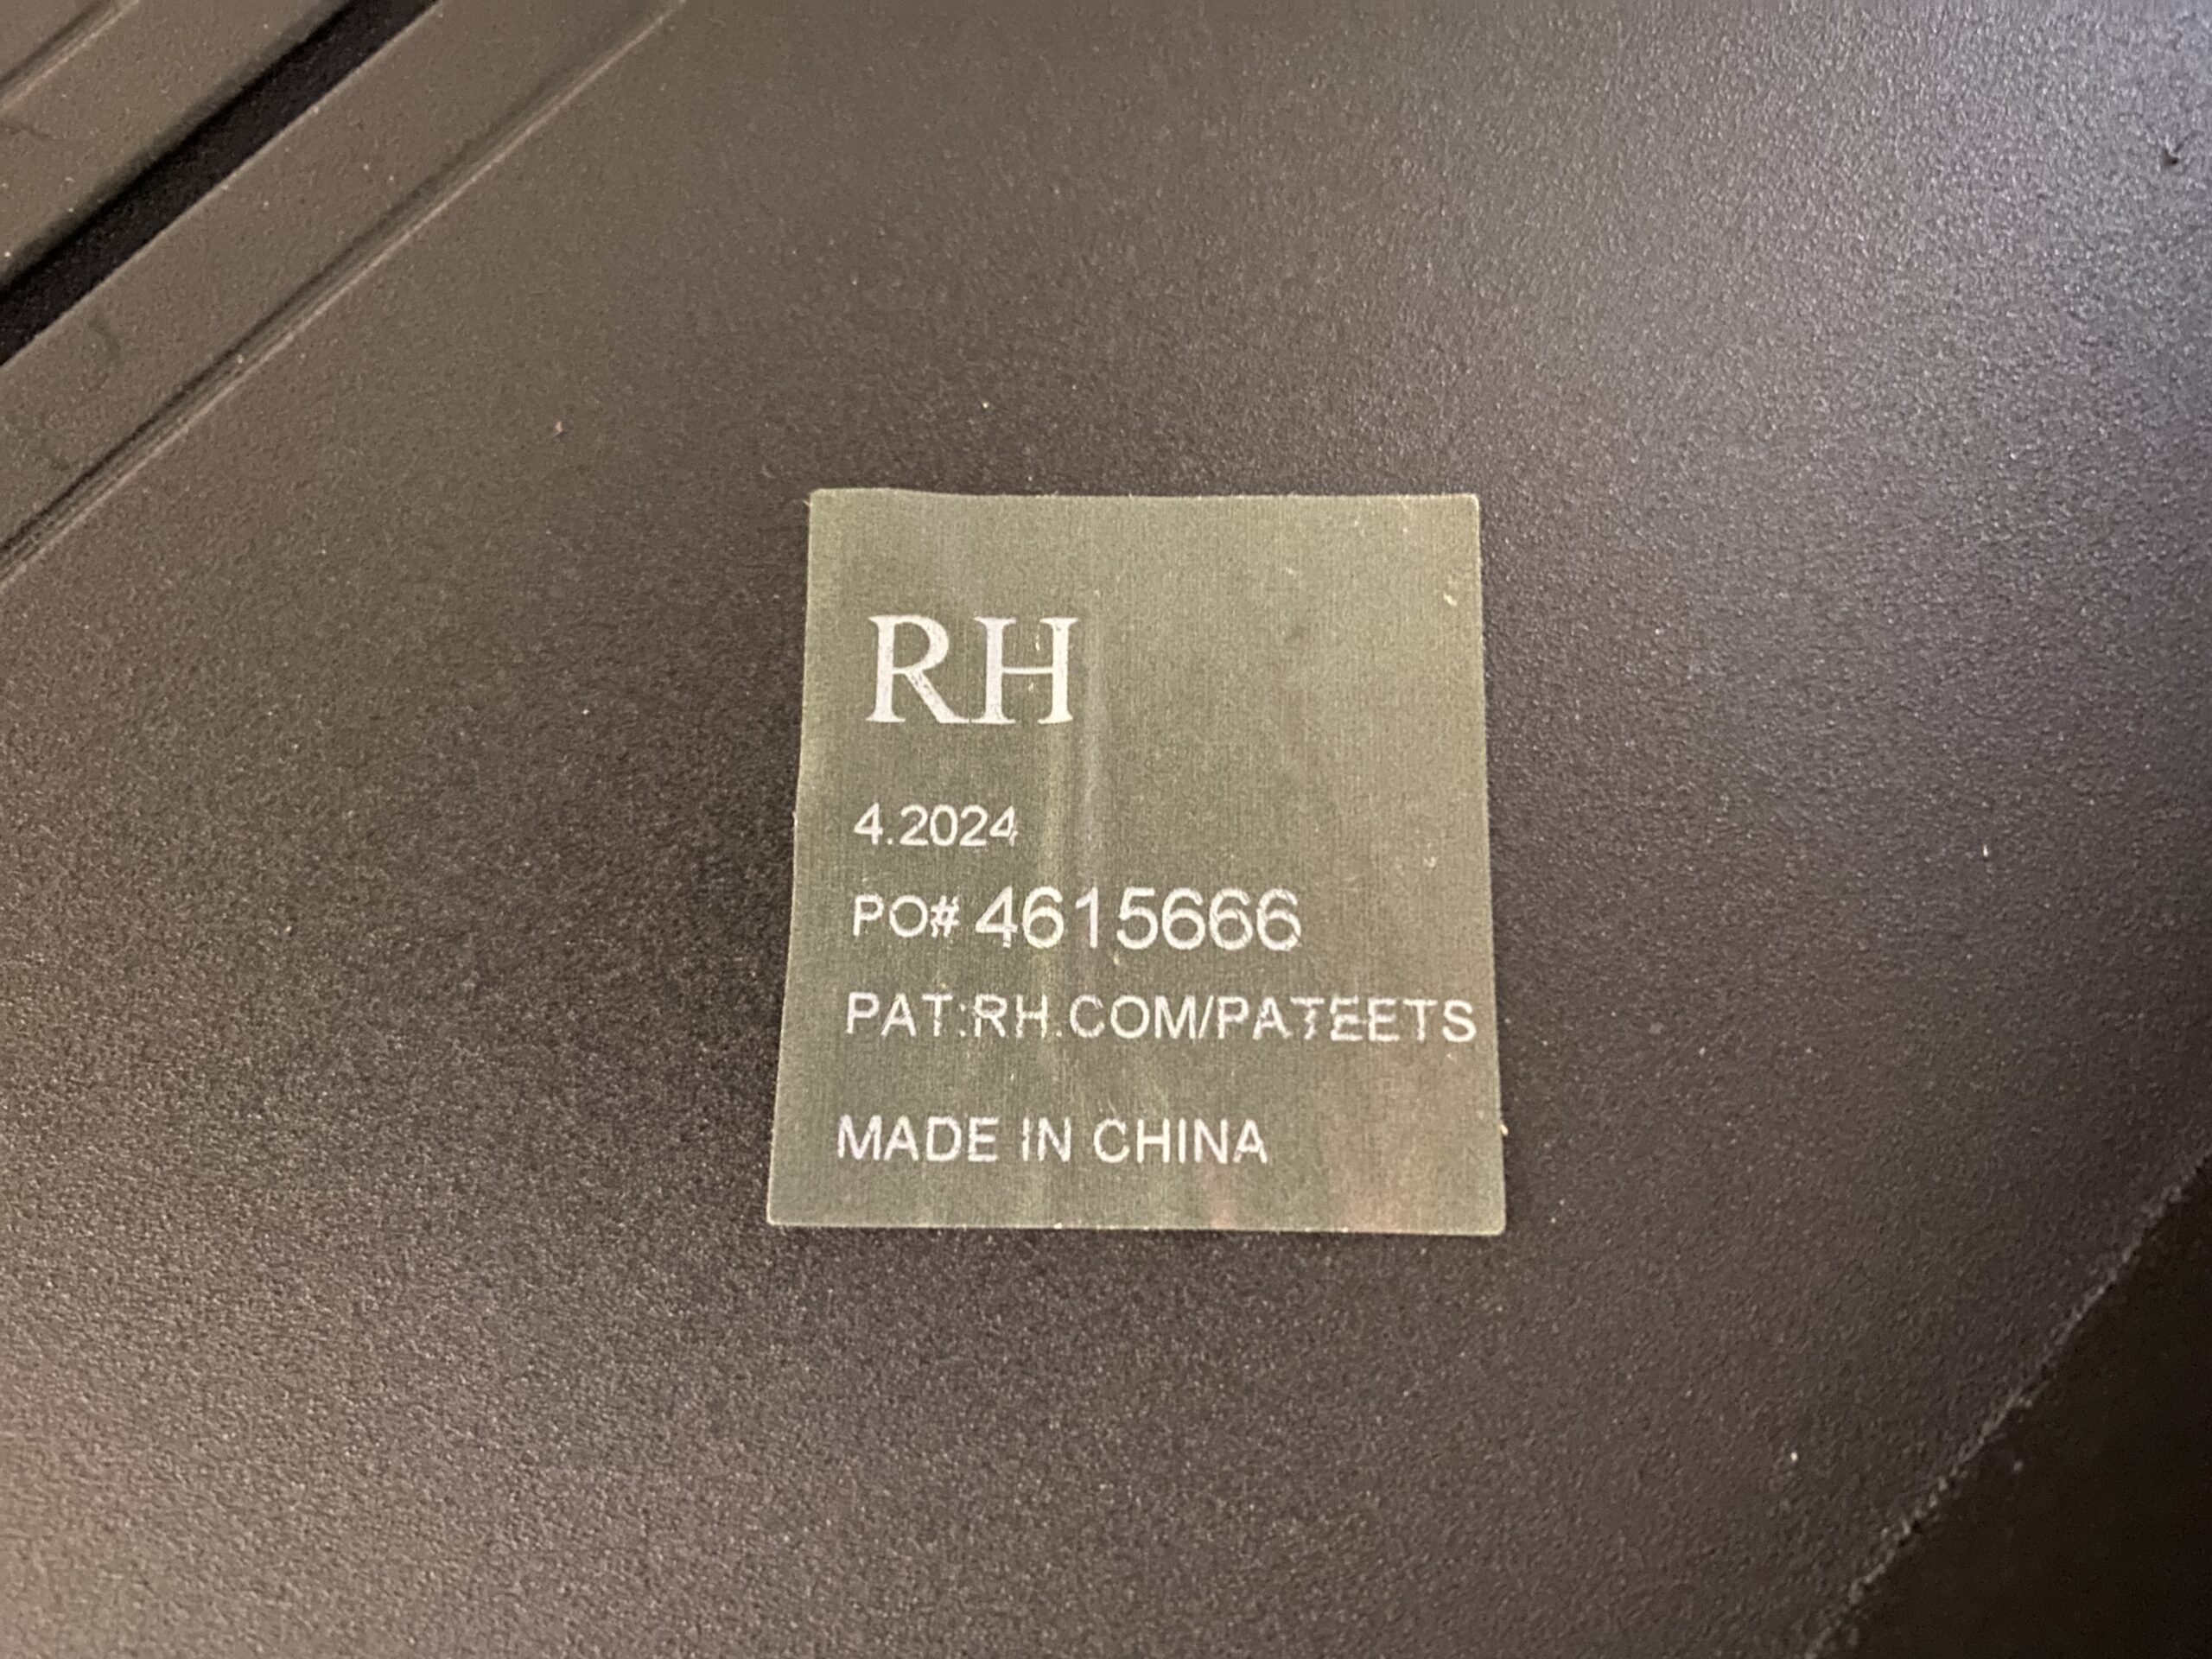 RH
4.2024
PO# 4615666
PAT:RH.COM/PATEETS
MADE IN CHINA